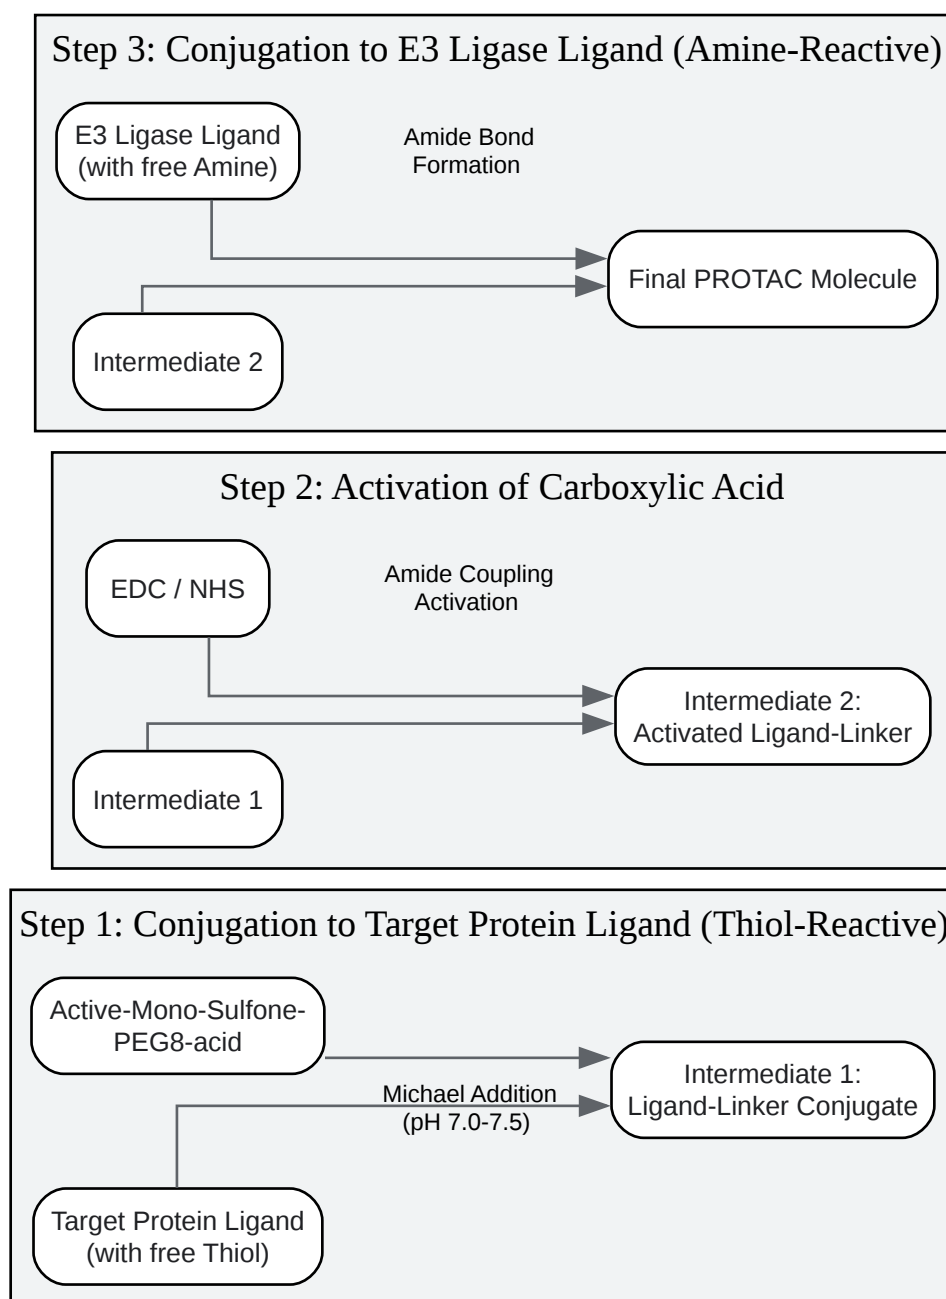 Step 3: Conjugation to E3 Ligase Ligand (Amine-Reactive)
E3 Ligase Ligand
(with free Amine)
Amide Bond
Formation
Final PROTAC Molecule
Intermediate 2
Step 2: Activation of Carboxylic Acid
EDC / NHS
Amide Coupling
Activation
Intermediate 2:
Activated Ligand-Linker
Intermediate 1
Step 1: Conjugation to Target Protein Ligand (Thiol-Reactive)
Active-Mono-Sulfone-
PEG8-acid
Intermediate 1:
Ligand-Linker Conjugate
Michael Addition
(pH 7.0-7.5)
Target Protein Ligand
(with free Thiol)